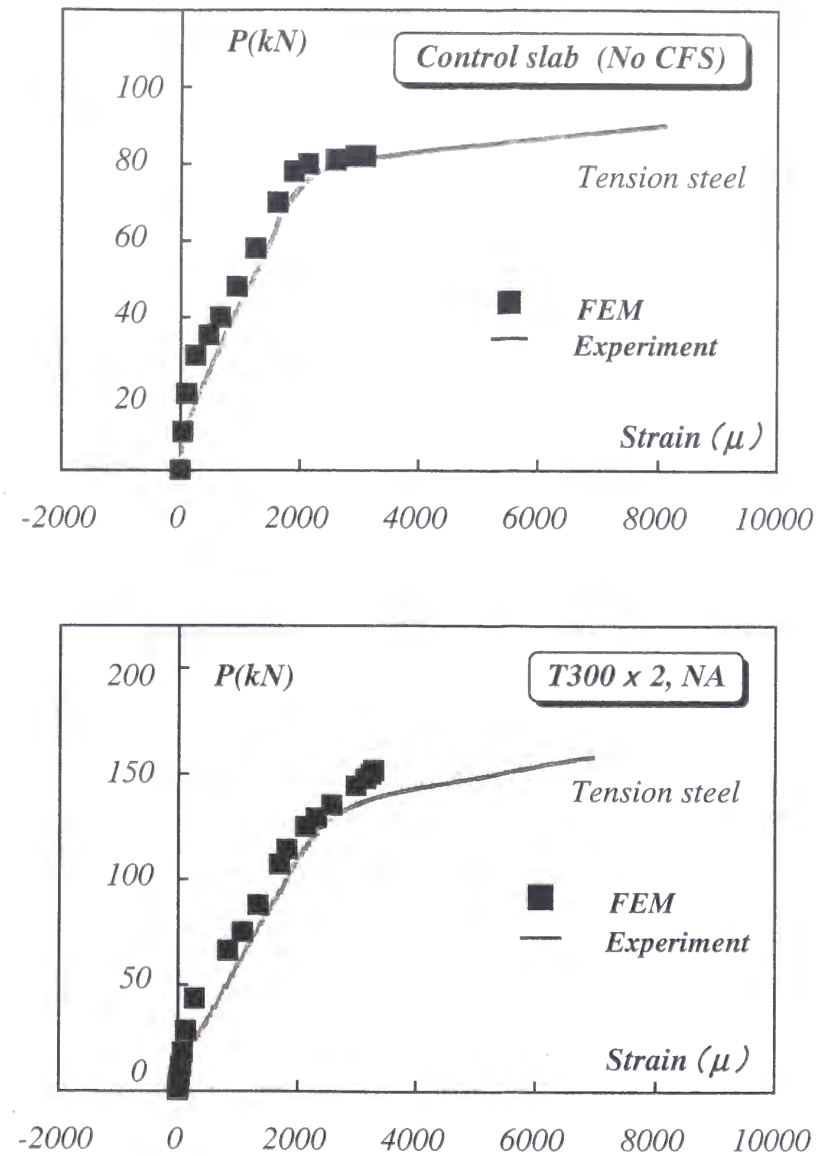 P(kN)
Control slab (No CFS)
100
80
Tension steel
60
40
FEM
Experiment
20
Strain (μ)
-2000 0 2000 4000 6000 8000 10000
200
P(kN)
T300 x 2, NA
150
Tension steel
100
FEM
Experiment
50
Strain (μ)
0
-2000 0 2000 4000 6000 8000 10000